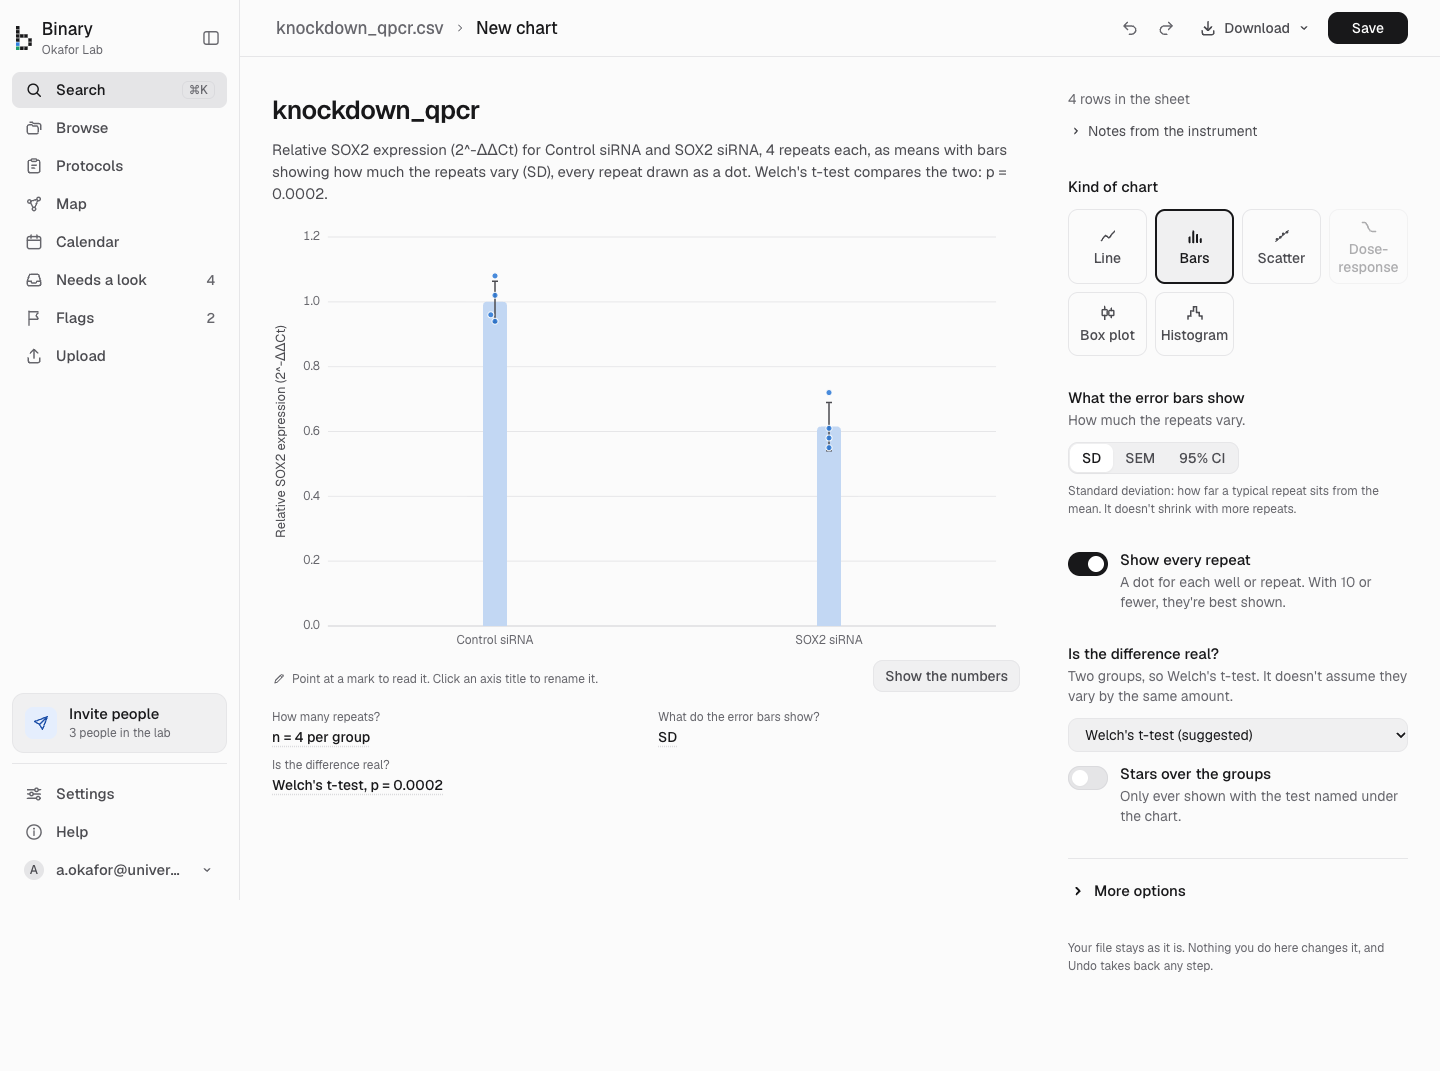 Binary
Okafor Lab
Search ⌘K
Browse
Protocols
Map
Calendar
Needs a look 4
Flags 2
Upload
Invite people
3 people in the lab
Settings
Help
A a.okafor@univer...
knockdown_qpcr.csv › New chart
Download
Save
knockdown_qpcr
Relative SOX2 expression (2^-ΔΔCt) for Control siRNA and SOX2 siRNA, 4 repeats each, as means with bars
showing how much the repeats vary (SD), every repeat drawn as a dot. Welch's t-test compares the two: p =
0.0002.
Relative SOX2 expression (2^-ΔΔCt)
1.2
1.0
0.8
0.6
0.4
0.2
0.0
Control siRNA
SOX2 siRNA
Point at a mark to read it. Click an axis title to rename it.
Show the numbers
How many repeats?
n = 4 per group
What do the error bars show?
SD
Is the difference real?
Welch's t-test, p = 0.0002
4 rows in the sheet
Notes from the instrument
Kind of chart
Line
Bars
Scatter
Dose-
response
Box plot
Histogram
What the error bars show
How much the repeats vary.
SD SEM 95% CI
Standard deviation: how far a typical repeat sits from the
mean. It doesn't shrink with more repeats.
Show every repeat
A dot for each well or repeat. With 10 or
fewer, they're best shown.
Is the difference real?
Two groups, so Welch's t-test. It doesn't assume they
vary by the same amount.
Welch's t-test (suggested)
Stars over the groups
Only ever shown with the test named under
the chart.
More options
Your file stays as it is. Nothing you do here changes it, and
Undo takes back any step.